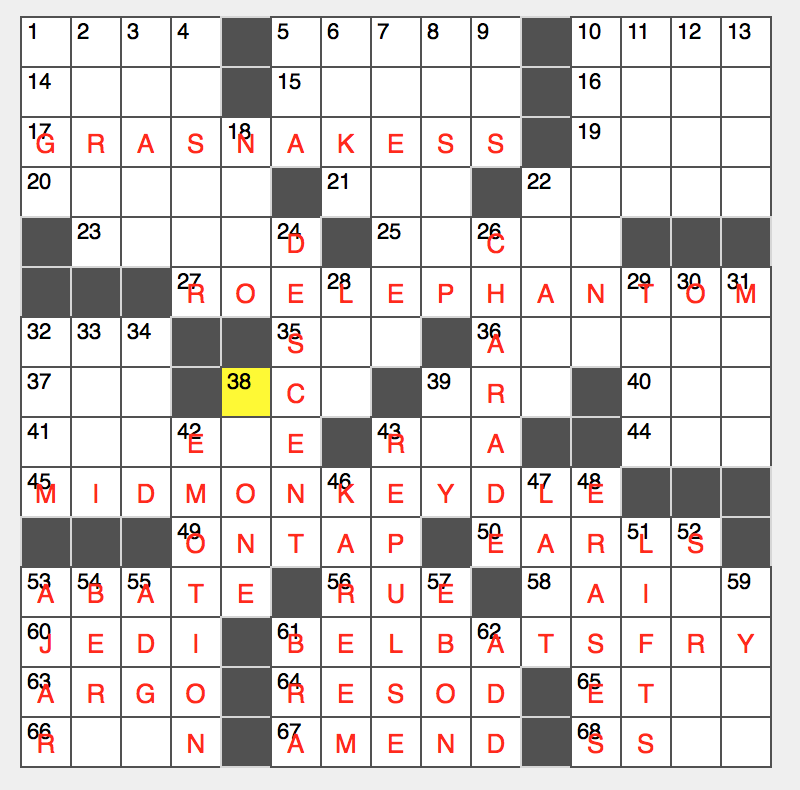 1 2 3 4 5 6 7 8 9 10 11 12 13
14 15 16
17 G R A S 18 N A K E S S 19
20 21 22
23 24 D 25 26 C
27 R O E 28 L E P H A N 29 T 30 O 31 M
32 33 34 35 S 36 A
37 38 C 39 R 40
41 42 E E 43 R A 44
45 M I D M O N 46 K E Y D 47 L 48 E
49 O N T A P 50 E A R 51 L 52 S
53 A 54 B 55 A T E 56 R U 57 E 58 A I 59
60 J E D I 61 B E L B 62 A T S F R Y
63 A R G O 64 R E S O D 65 E T
66 R N 67 A M E N D 68 S S